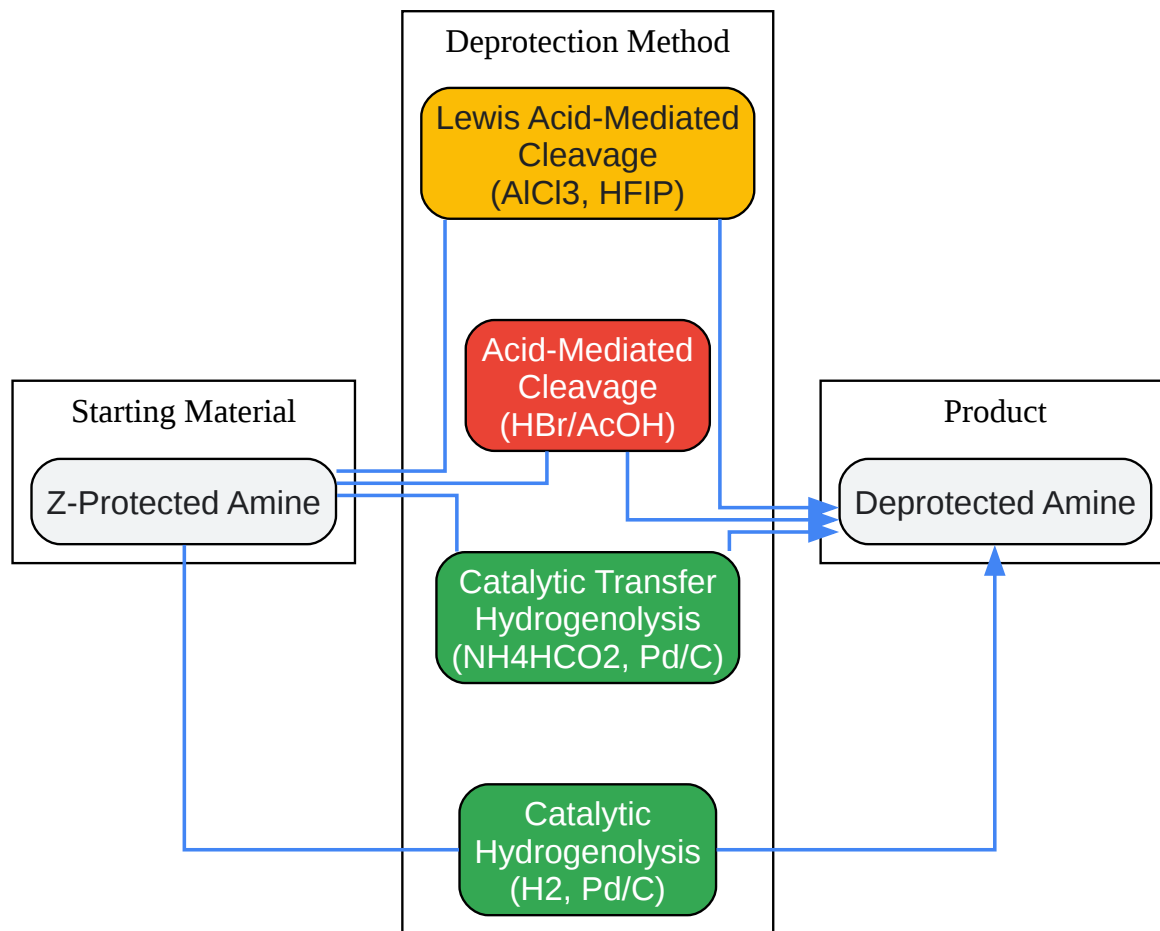 Deprotection Method
Lewis Acid-Mediated
Cleavage
(AlCl3, HFIP)
Acid-Mediated
Cleavage
(HBr/AcOH)
Starting Material
Z-Protected Amine
Product
Deprotected Amine
Catalytic Transfer
Hydrogenolysis
(NH4HCO2, Pd/C)
Catalytic
Hydrogenolysis
(H2, Pd/C)